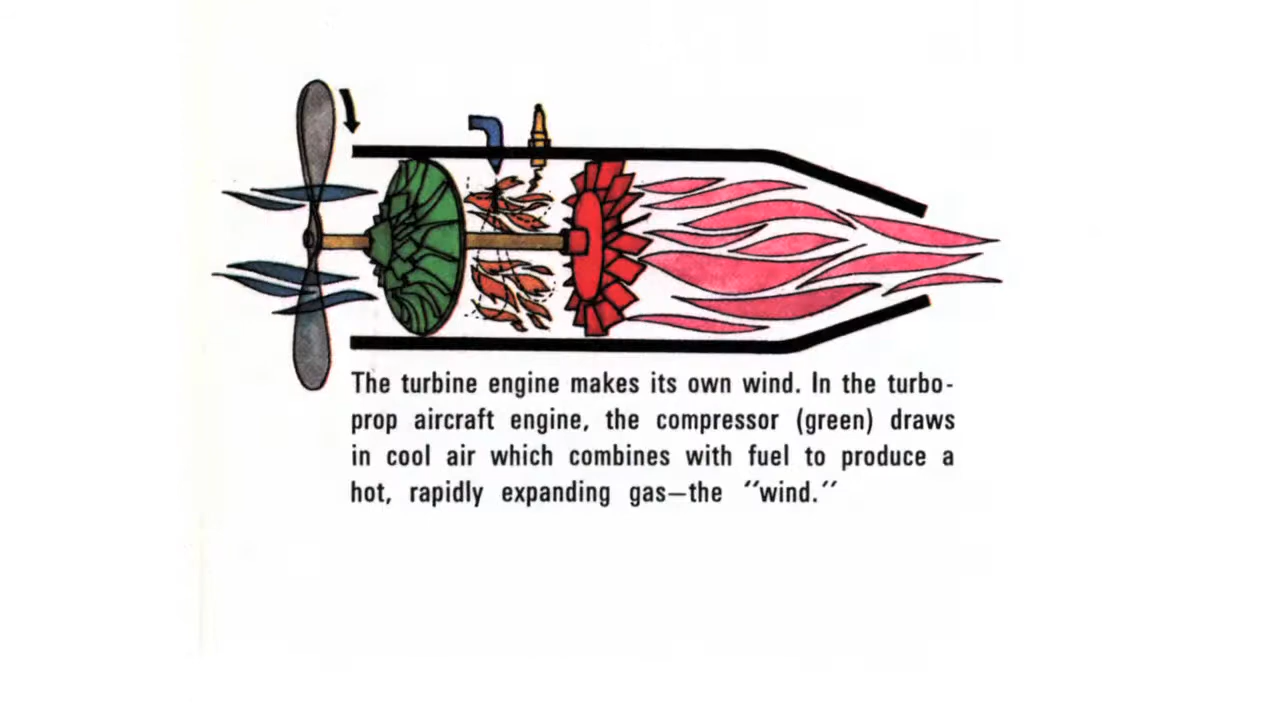 The turbine engine makes its own wind. In the turbo-
prop aircraft engine, the compressor (green) draws
in cool air which combines with fuel to produce a
hot, rapidly expanding gas—the “wind.”